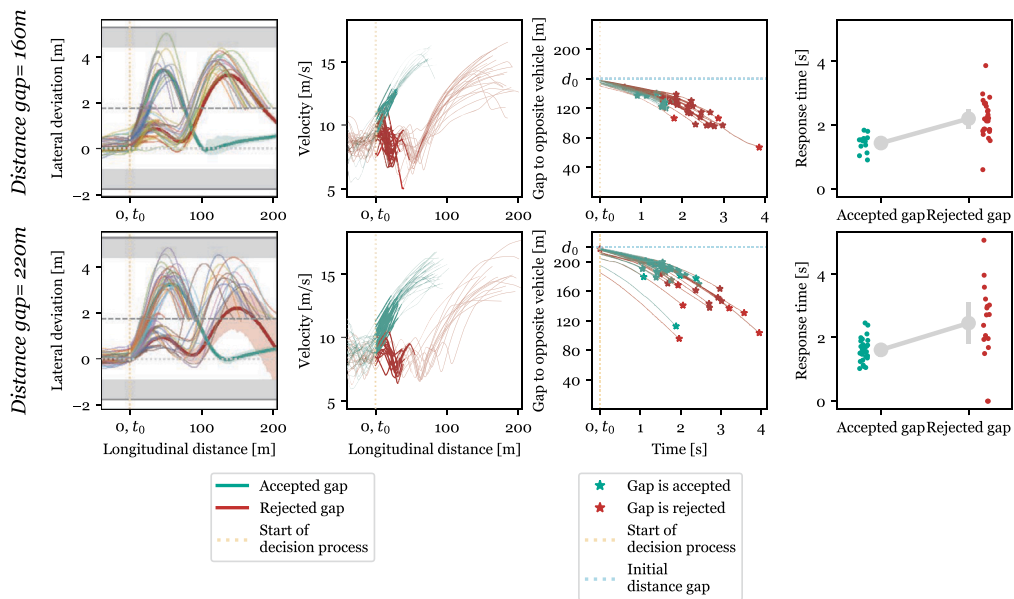 Distance gap= 160m
Lateral deviation [m]
4
2
0
−2
0, t0
100
200
Velocity [m/s]
15
10
5
0, t0
100
200
Gap to opposite vehicle [m]
200
d0
120
80
40
0, t0
1
2
3
4
Response time [s]
4
2
0
Accepted gap
Rejected gap
Distance gap= 220m
Lateral deviation [m]
4
2
0
−2
0, t0
100
200
Longitudinal distance [m]
Velocity [m/s]
15
10
5
0, t0
100
200
Longitudinal distance [m]
Gap to opposite vehicle [m]
d0
200
160
120
80
40
0, t0
1
2
3
4
Time [s]
Response time [s]
4
2
0
Accepted gap
Rejected gap
Accepted gap
Rejected gap
Start of
decision process
Gap is accepted
Gap is rejected
Start of
decision process
Initial
distance gap